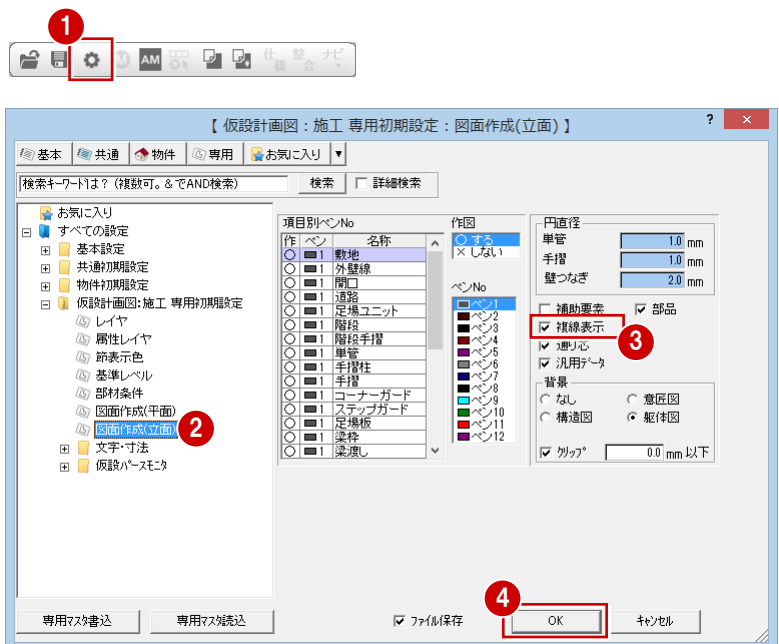 1
AM
仕様
整合
ナビ
【 仮設計画図：施工 専用初期設定：図面作成(立面) 】
?
×
基本
共通
物件
専用
お気に入り
検索キーワードは？（複数可。＆でAND検索）
検索
詳細検索
お気に入り
すべての設定
基本設定
共通初期設定
物件初期設定
仮設計画図:施工 専用初期設定
レイヤ
属性レイヤ
節表示色
基準レベル
部材条件
図面作成(平面)
図面作成(立面)
2
文字・寸法
仮設パースモニタ
項目別ペンNo
作 ペン 名称
○ 1 敷地
○ 1 外壁線
○ 1 開口
○ 1 道路
○ 1 足場ユニット
○ 1 階段
○ 1 階段手摺
○ 1 単管
○ 1 手摺柱
○ 1 手摺
○ 1 コーナーガード
○ 1 ステップガード
○ 1 足場板
○ 1 梁枠
○ 1 梁渡し
作図
○ する
× しない
ペンNo
ペン1
ペン2
ペン3
ペン4
ペン5
ペン6
ペン7
ペン8
ペン9
ペン10
ペン11
ペン12
円直径
単管 1.0 mm
手摺 1.0 mm
壁つなぎ 2.0 mm
補助要素
部品
複線表示
3
通り芯
汎用データ
背景
なし
意匠図
構造図
躯体図
クリップ 0.0 mm 以下
専用マスタ書込
専用マスタ読込
ファイル保存
4
OK
キャンセル